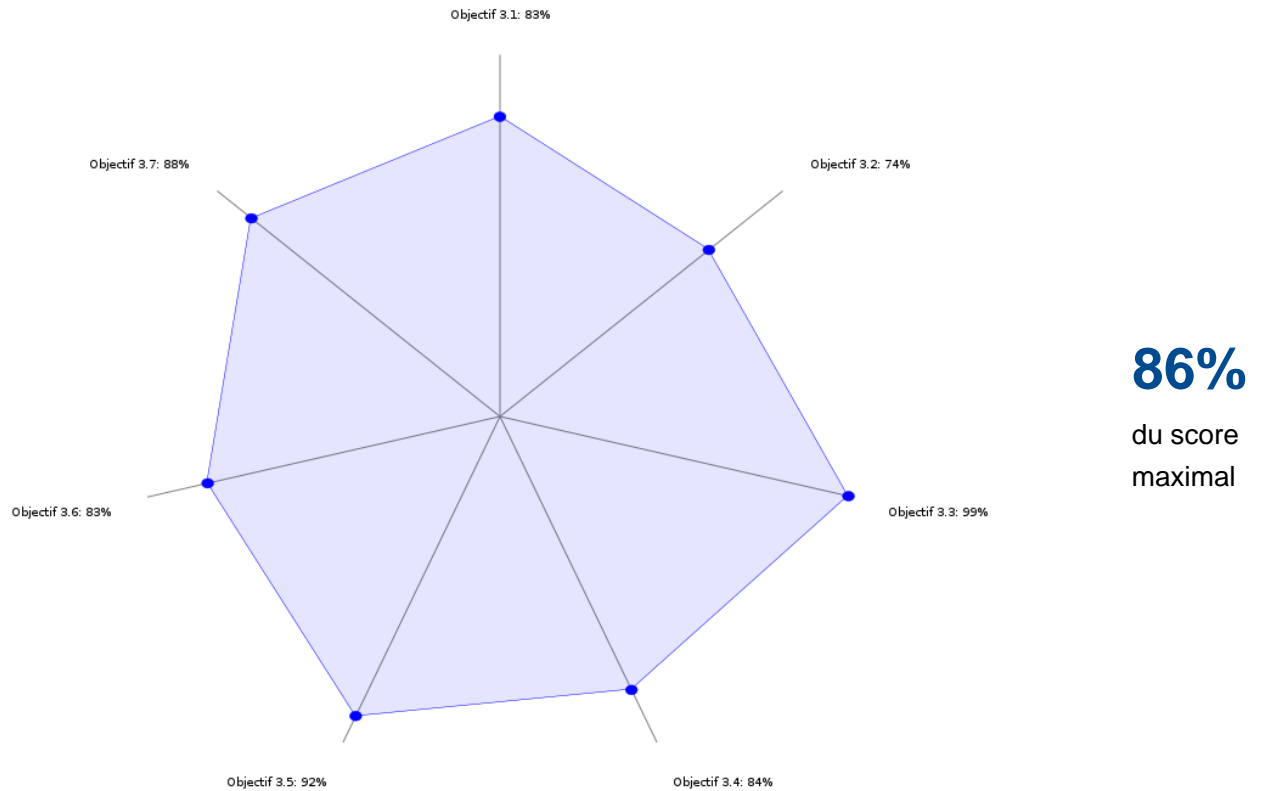 Objectif 3.1: 83%
Objectif 3.7: 88%
Objectif 3.2: 74%
86%
du score
maximal
Objectif 3.6: 83%
Objectif 3.3: 99%
Objectif 3.5: 92%
Objectif 3.4: 84%